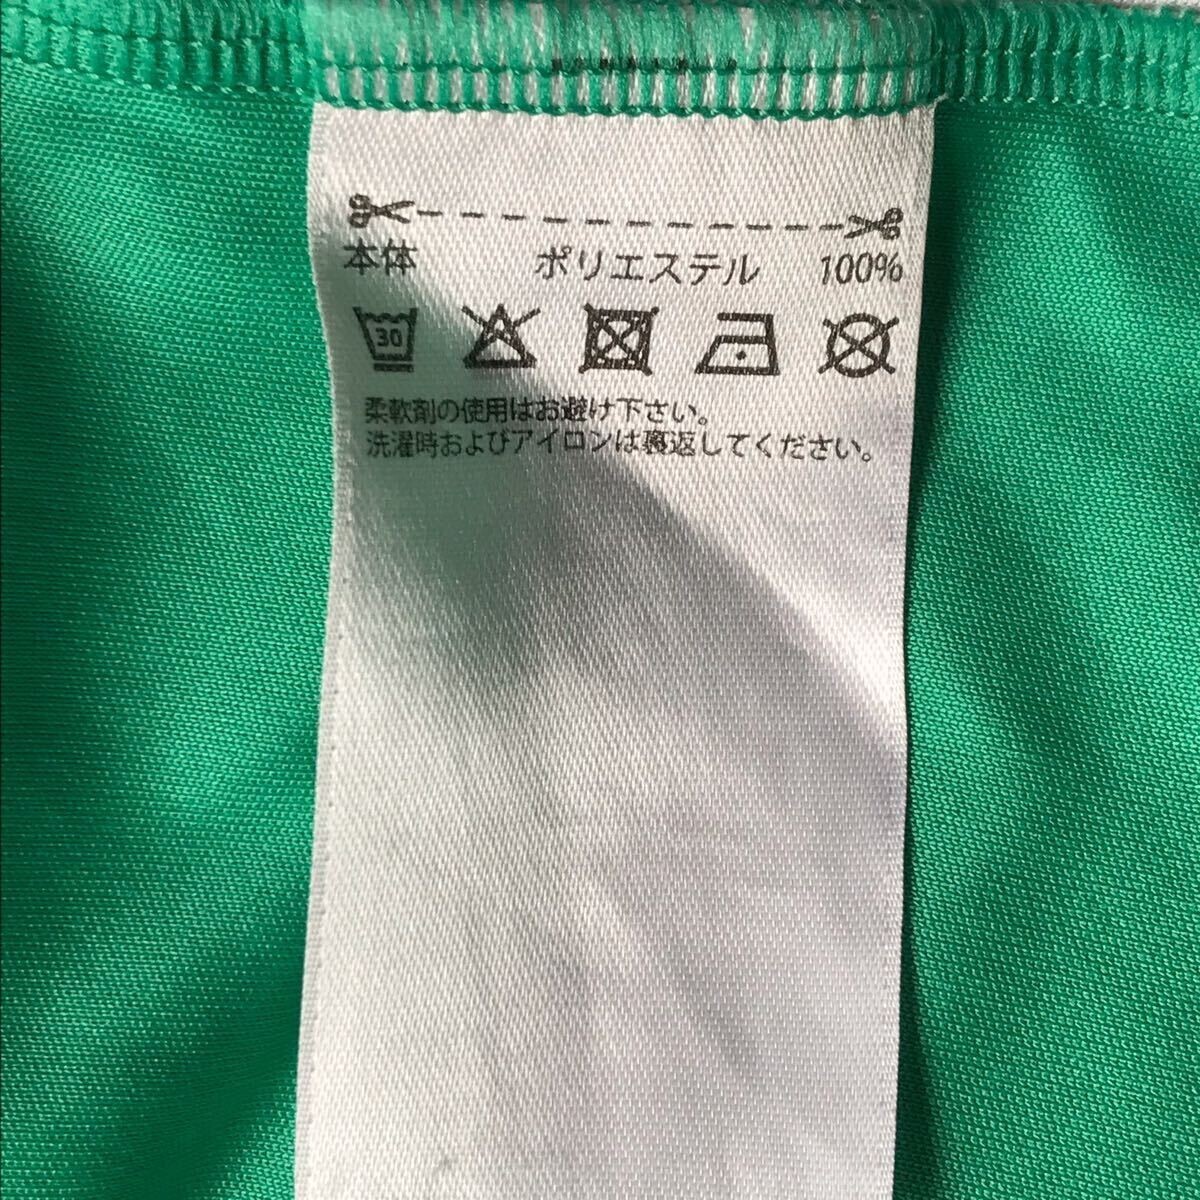 本体 ポリエステル 100%
30
柔軟剤の使用はお避け下さい。
洗濯時およびアイロンは裏返してください。